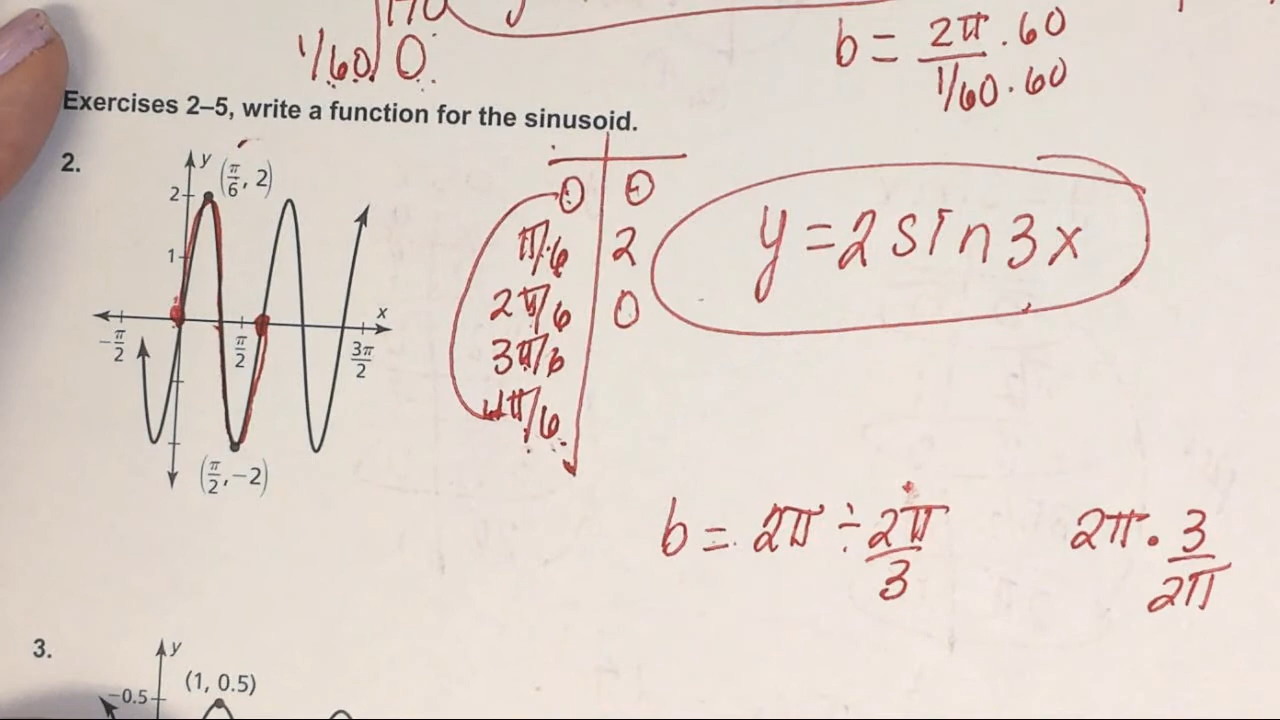 1/60 0
b = 2π · 60
1/60 · 60
Exercises 2–5, write a function for the sinusoid.
2.
y
(π/6, 2)
2
1
x
-π/2
π/2
3π/2
(π/2, -2)
0 0
π/6 2
2π/6 0
3π/6
4π/6
y = 2 sin 3x
b = 2π ÷ 2π/3
2π · 3/2π
3.
y
(1, 0.5)
-0.5